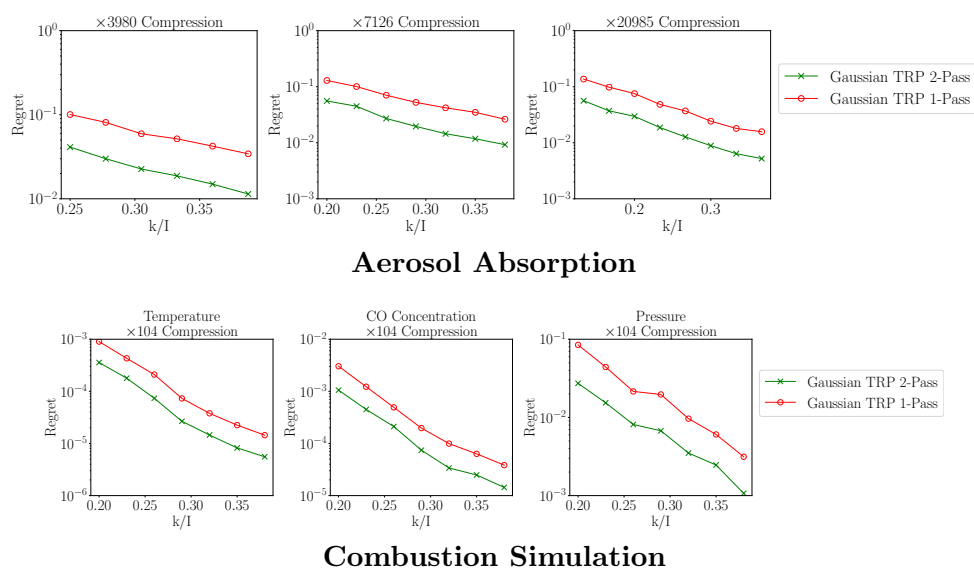 ×3980 Compression
×7126 Compression
×20985 Compression
10^0
10^-1
10^-2
Regret
0.25
0.30
0.35
k/I
10^0
10^-1
10^-2
10^-3
Regret
0.20
0.25
0.30
0.35
k/I
10^0
10^-1
10^-2
10^-3
Regret
0.2
0.3
k/I
Gaussian TRP 2-Pass
Gaussian TRP 1-Pass
Aerosol Absorption
Temperature
×104 Compression
CO Concentration
×104 Compression
Pressure
×104 Compression
10^-3
10^-4
10^-5
10^-6
Regret
0.20
0.25
0.30
0.35
k/I
10^-2
10^-3
10^-4
10^-5
Regret
0.20
0.25
0.30
0.35
k/I
10^-1
10^-2
10^-3
Regret
0.20
0.25
0.30
0.35
k/I
Gaussian TRP 2-Pass
Gaussian TRP 1-Pass
Combustion Simulation